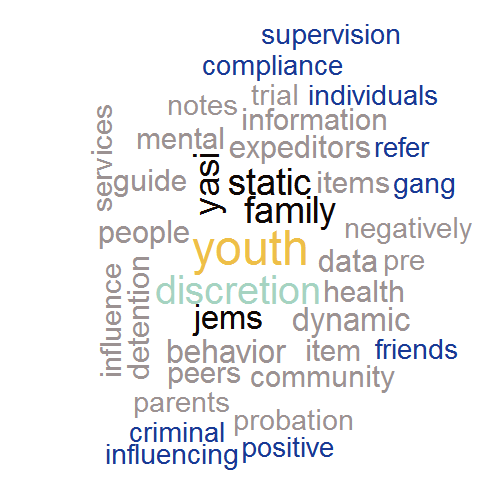 supervision
compliance
trial individuals
notes information
mental expeditors refer
services guide yasi static items gang
family
people negatively
youth data pre
discretion health
influence detention jems dynamic
behavior item friends
peers community
parents
criminal probation
influencing positive